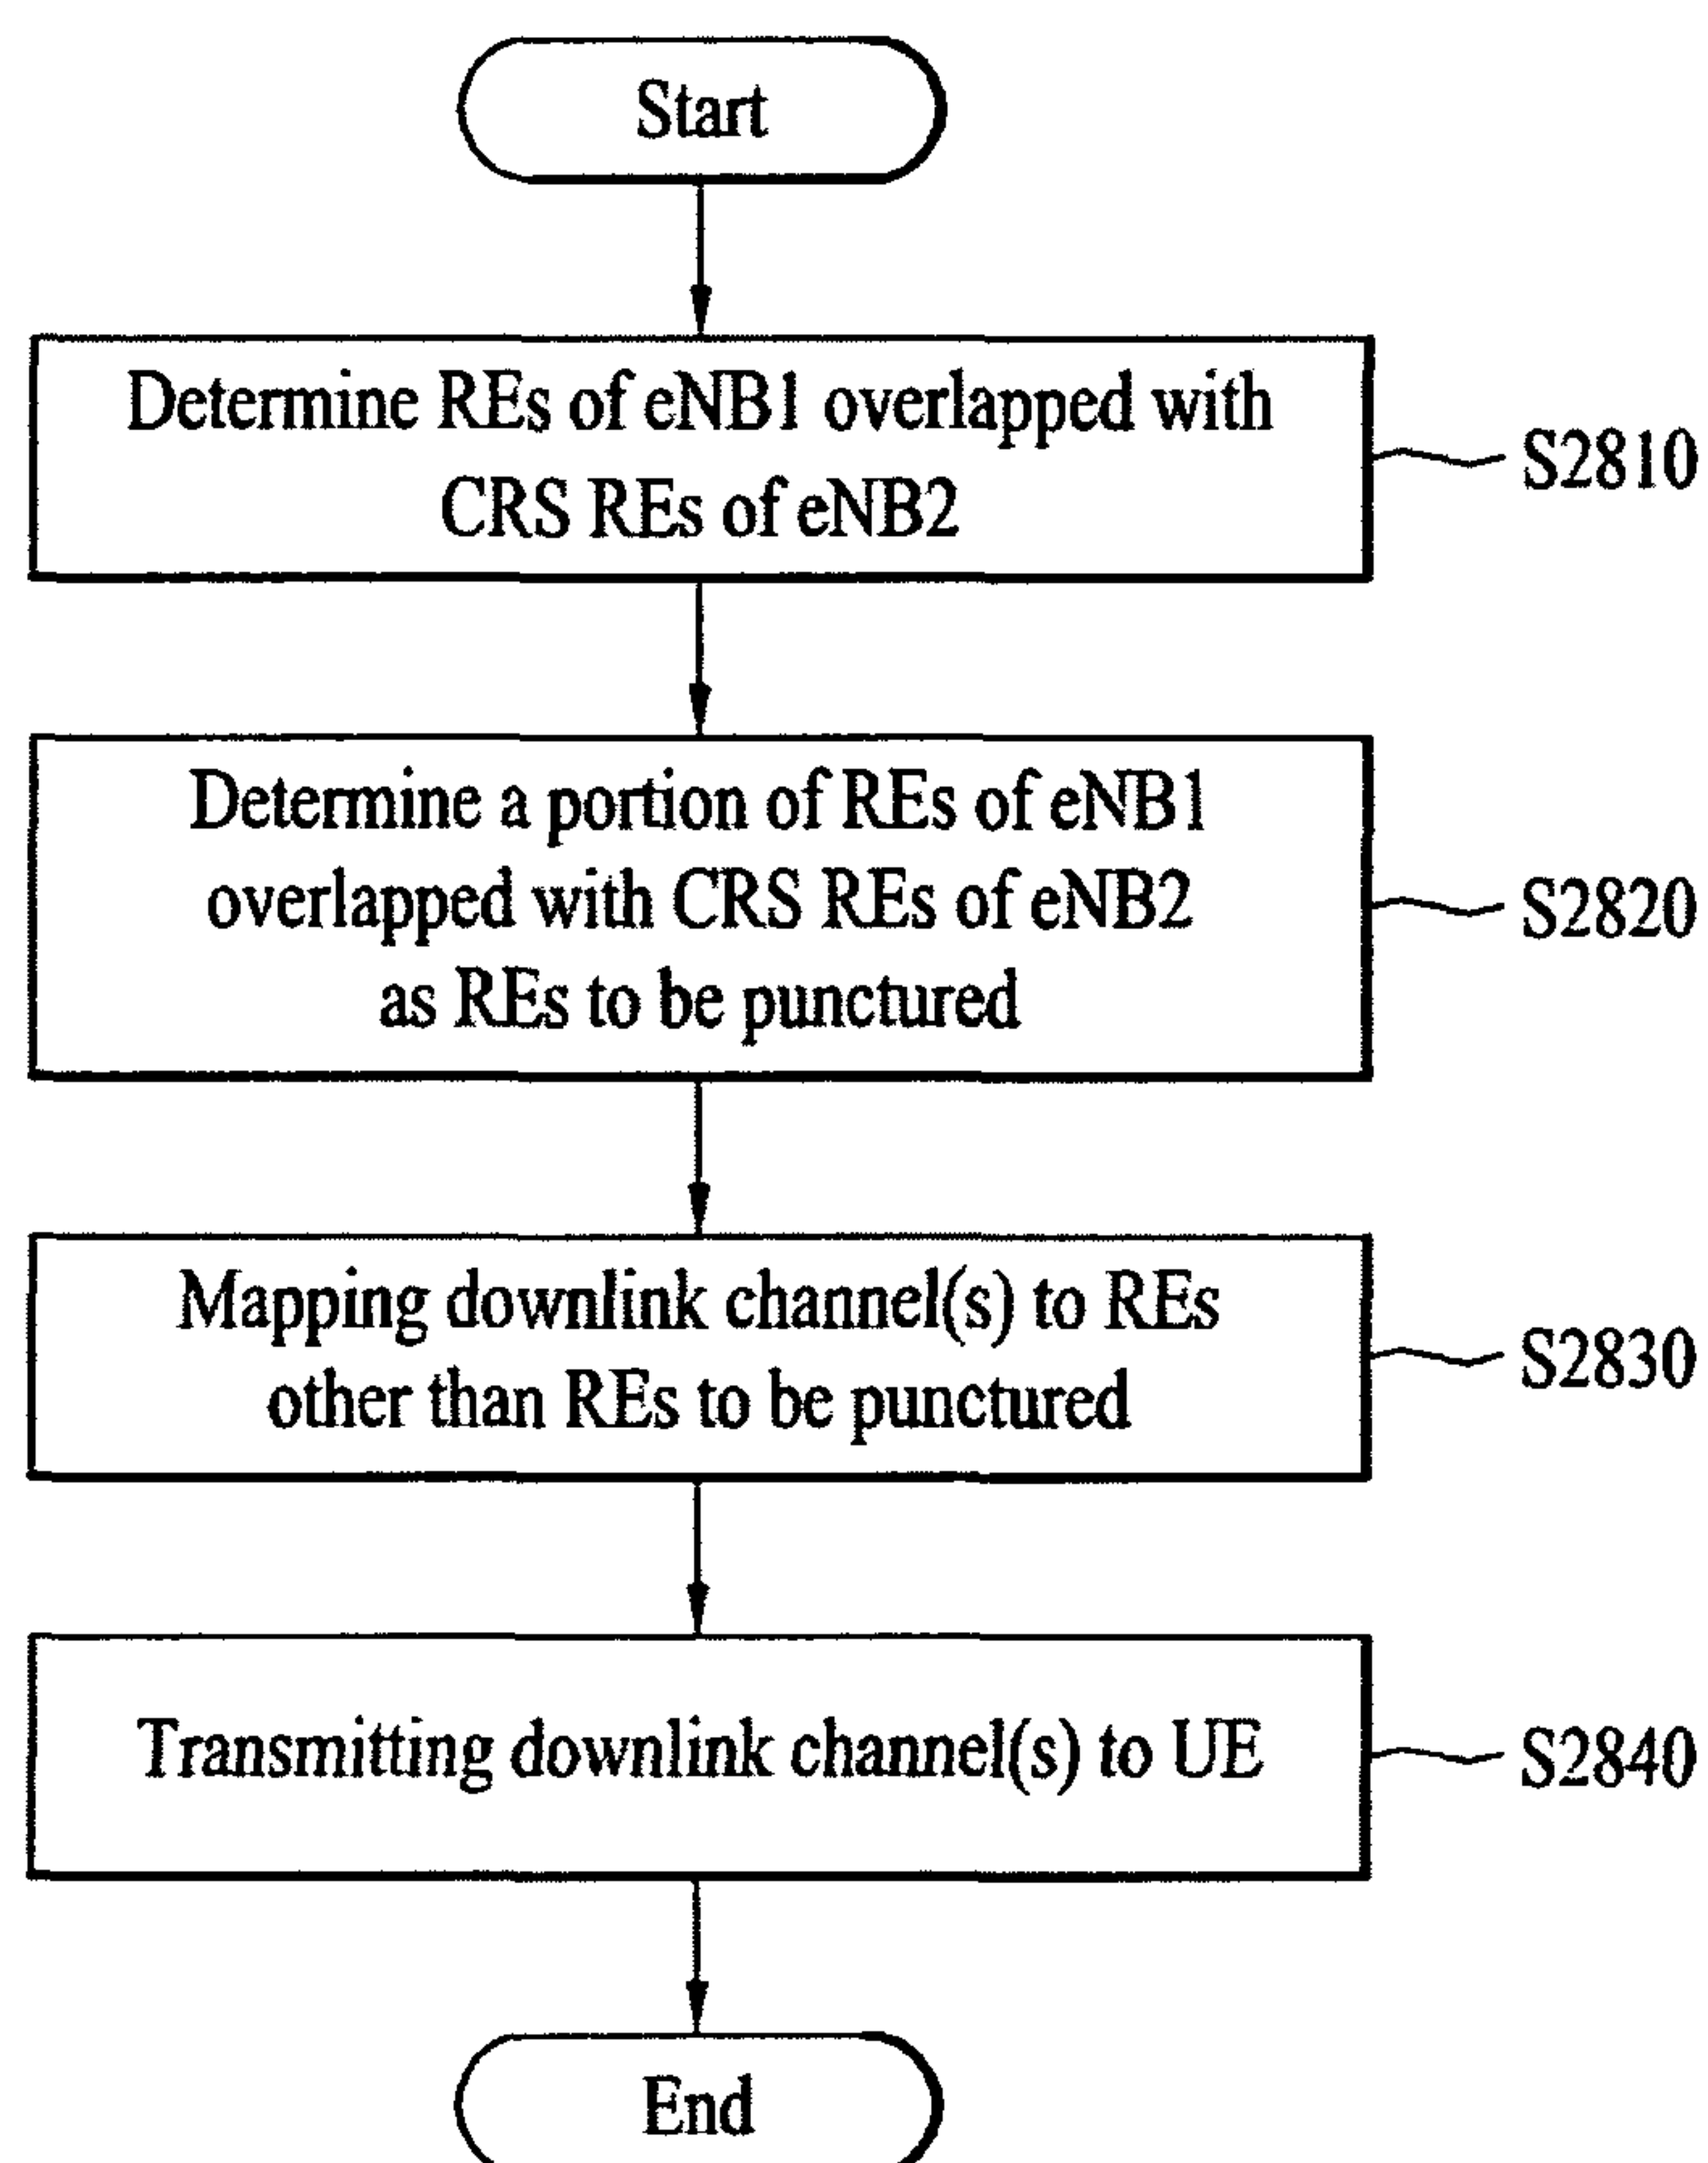 Start
Determine REs of eNB1 overlapped with
CRS REs of eNB2
S2810
Determine a portion of REs of eNB1
overlapped with CRS REs of eNB2
as REs to be punctured
S2820
Mapping downlink channel(s) to REs
other than REs to be punctured
S2830
Transmitting downlink channel(s) to UE
S2840
End